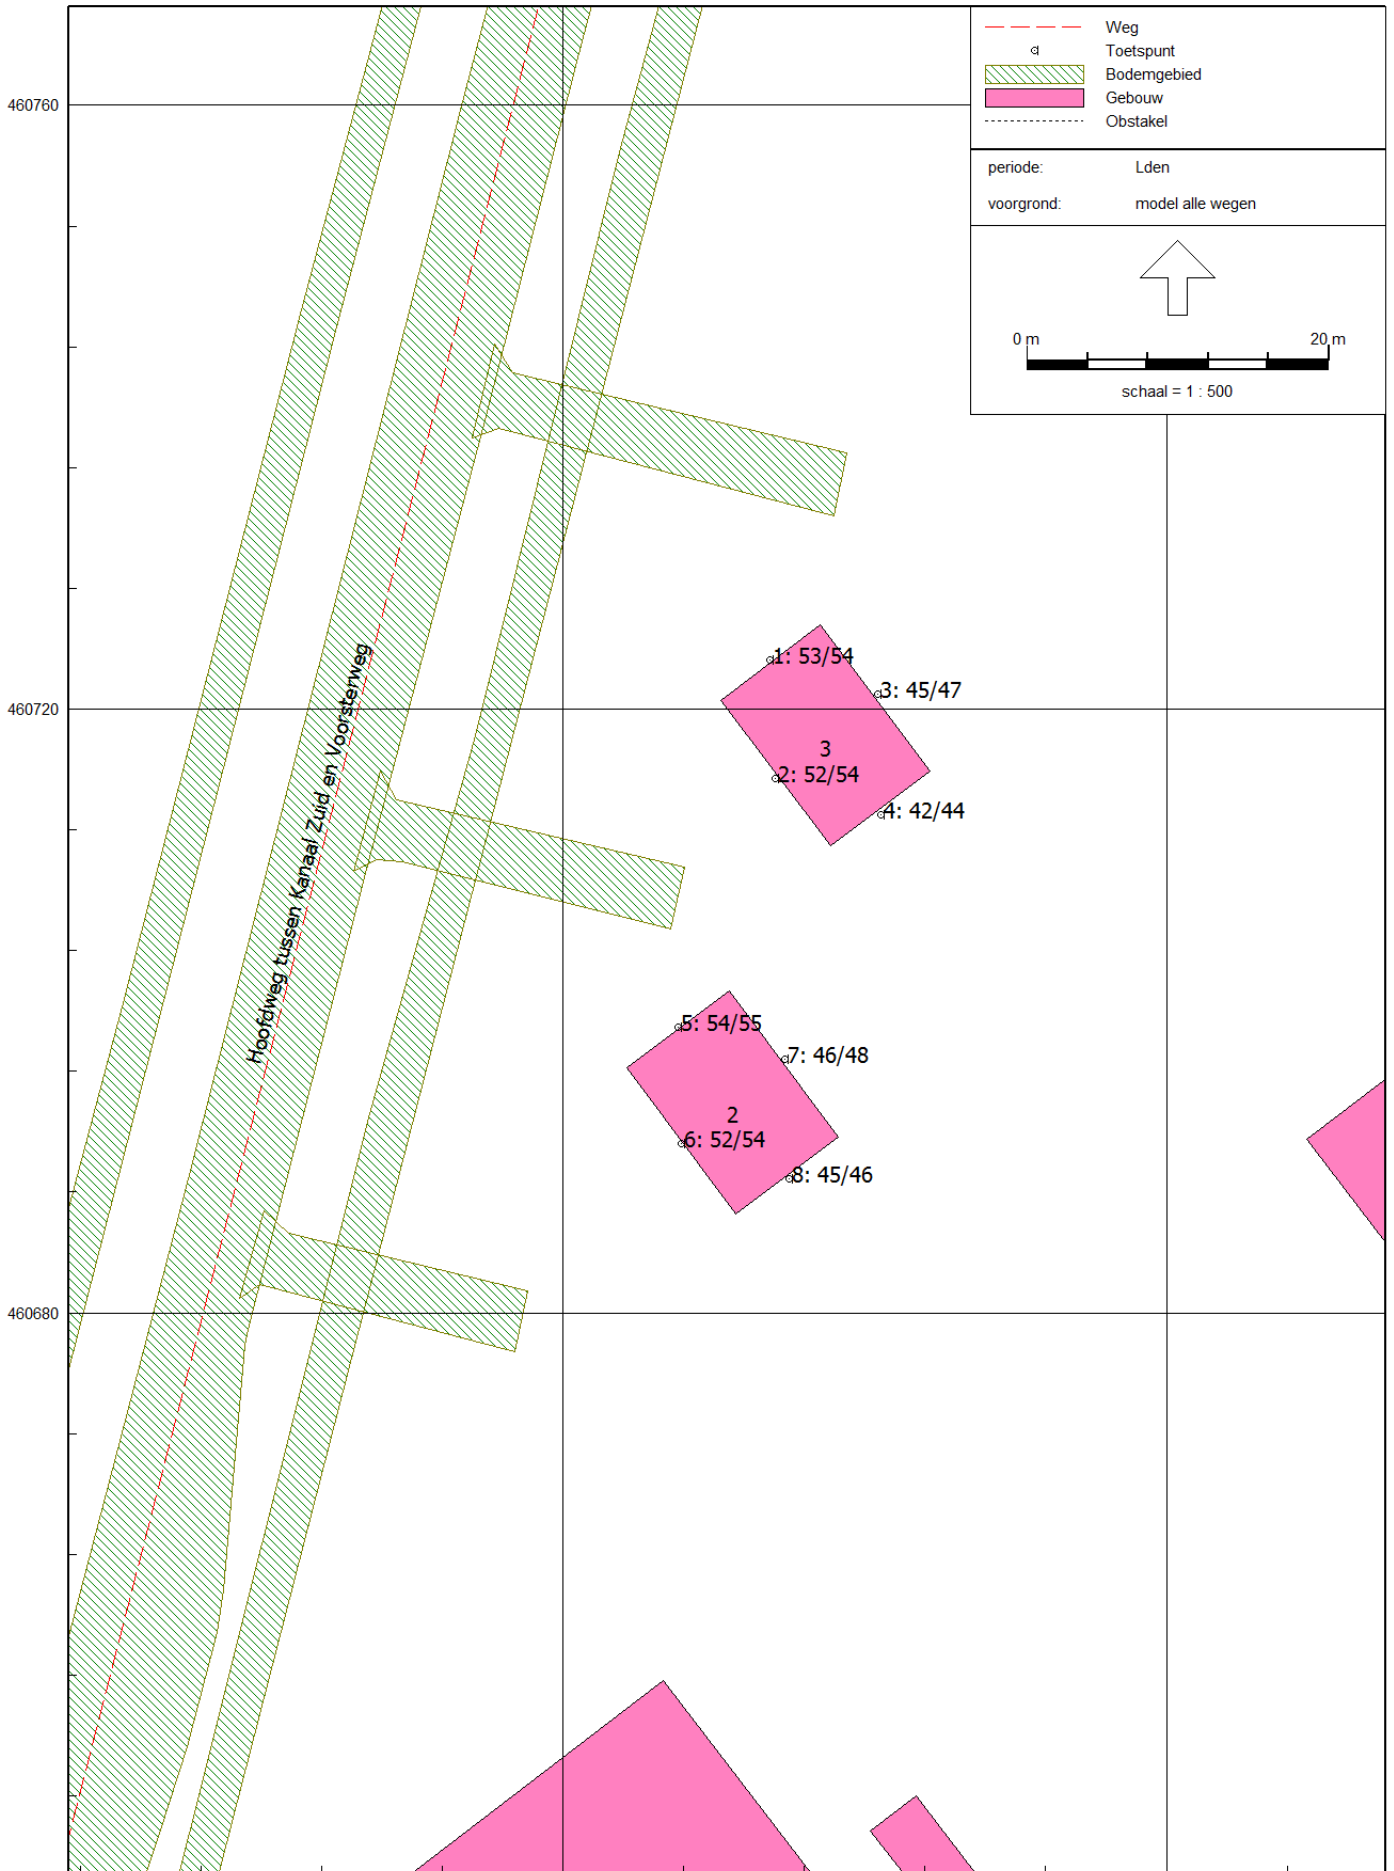 Weg
Toetspunt
Bodemgebied
Gebouw
Obstakel
periode: Lden
voorgrond: model alle wegen
0 m 20 m
schaal = 1 : 500
460760
460720
460680
Hoofdweg tussen Kanaal Zuid en Voorsterweg
1: 53/54
3: 45/47
3
2: 52/54
4: 42/44
5: 54/55
7: 46/48
2
6: 52/54
8: 45/46